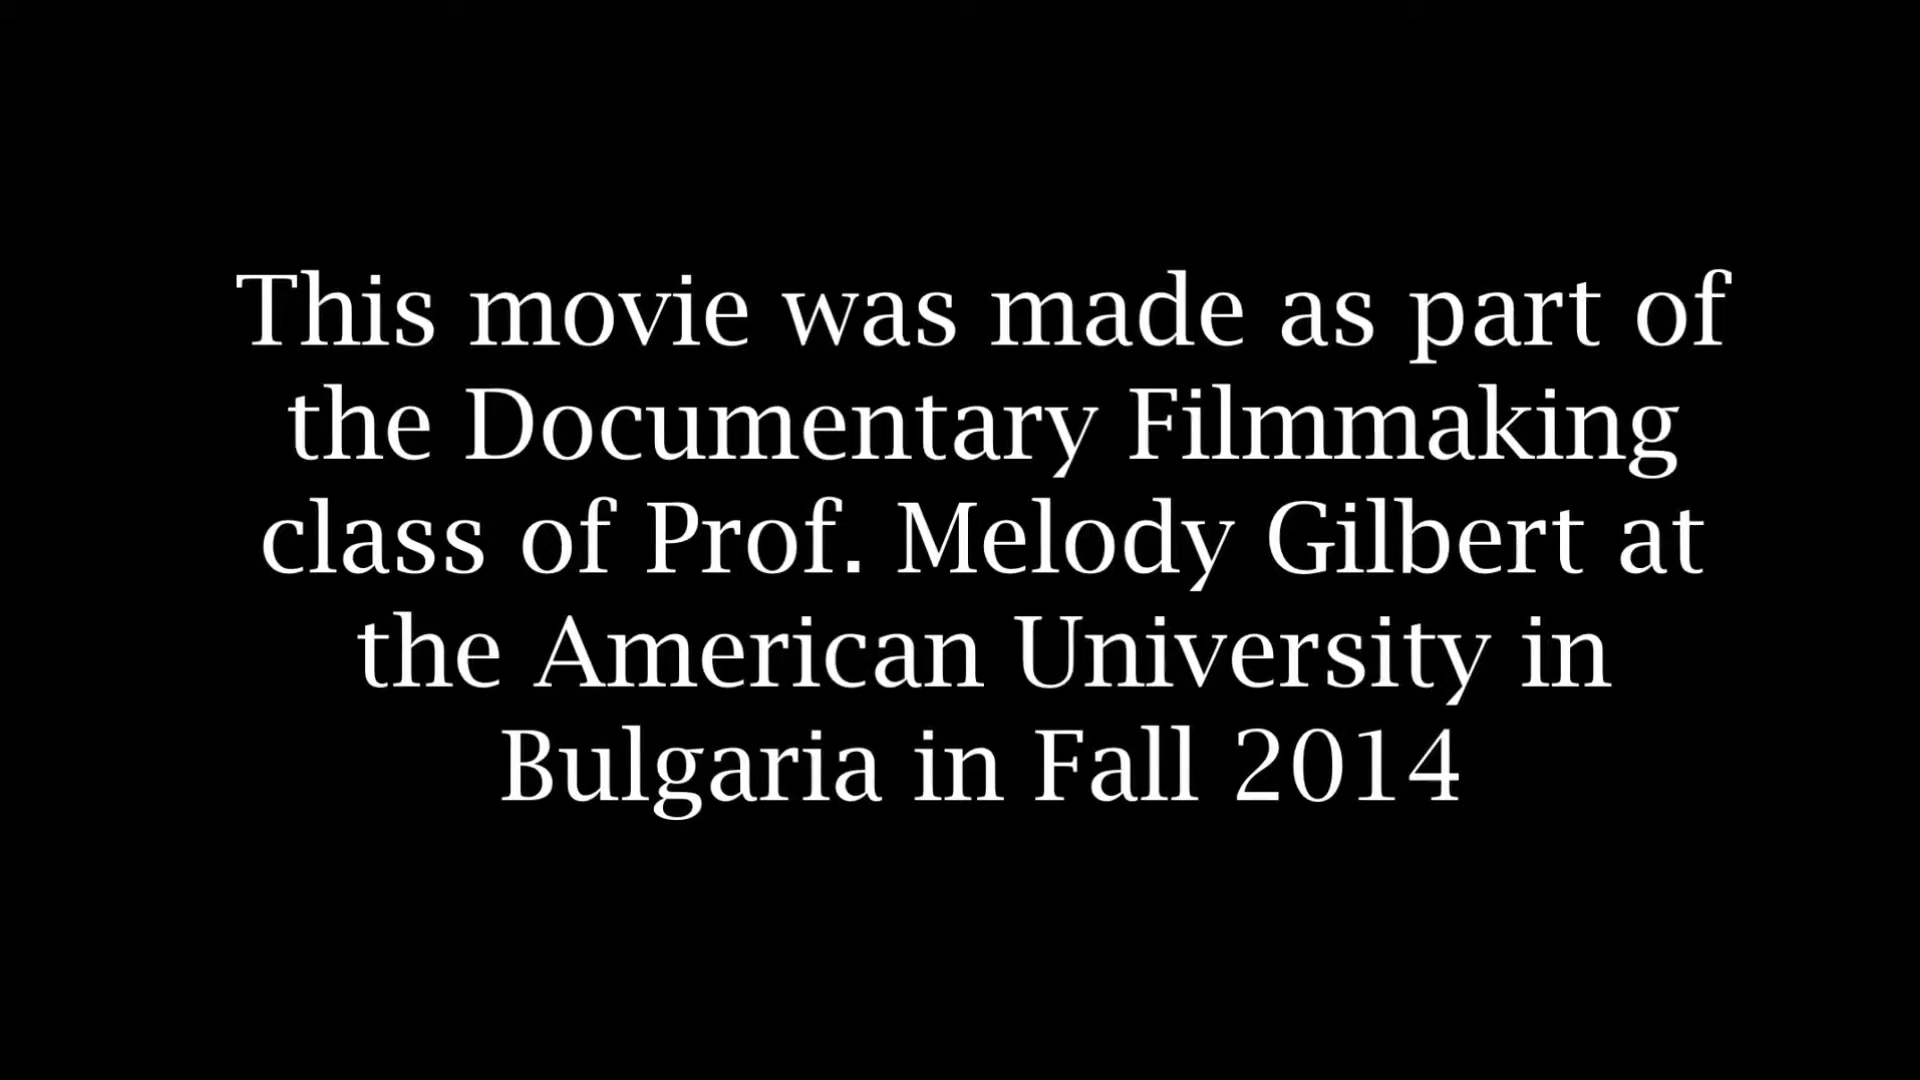 This movie was made as part of
the Documentary Filmmaking
class of Prof. Melody Gilbert at
the American University in
Bulgaria in Fall 2014